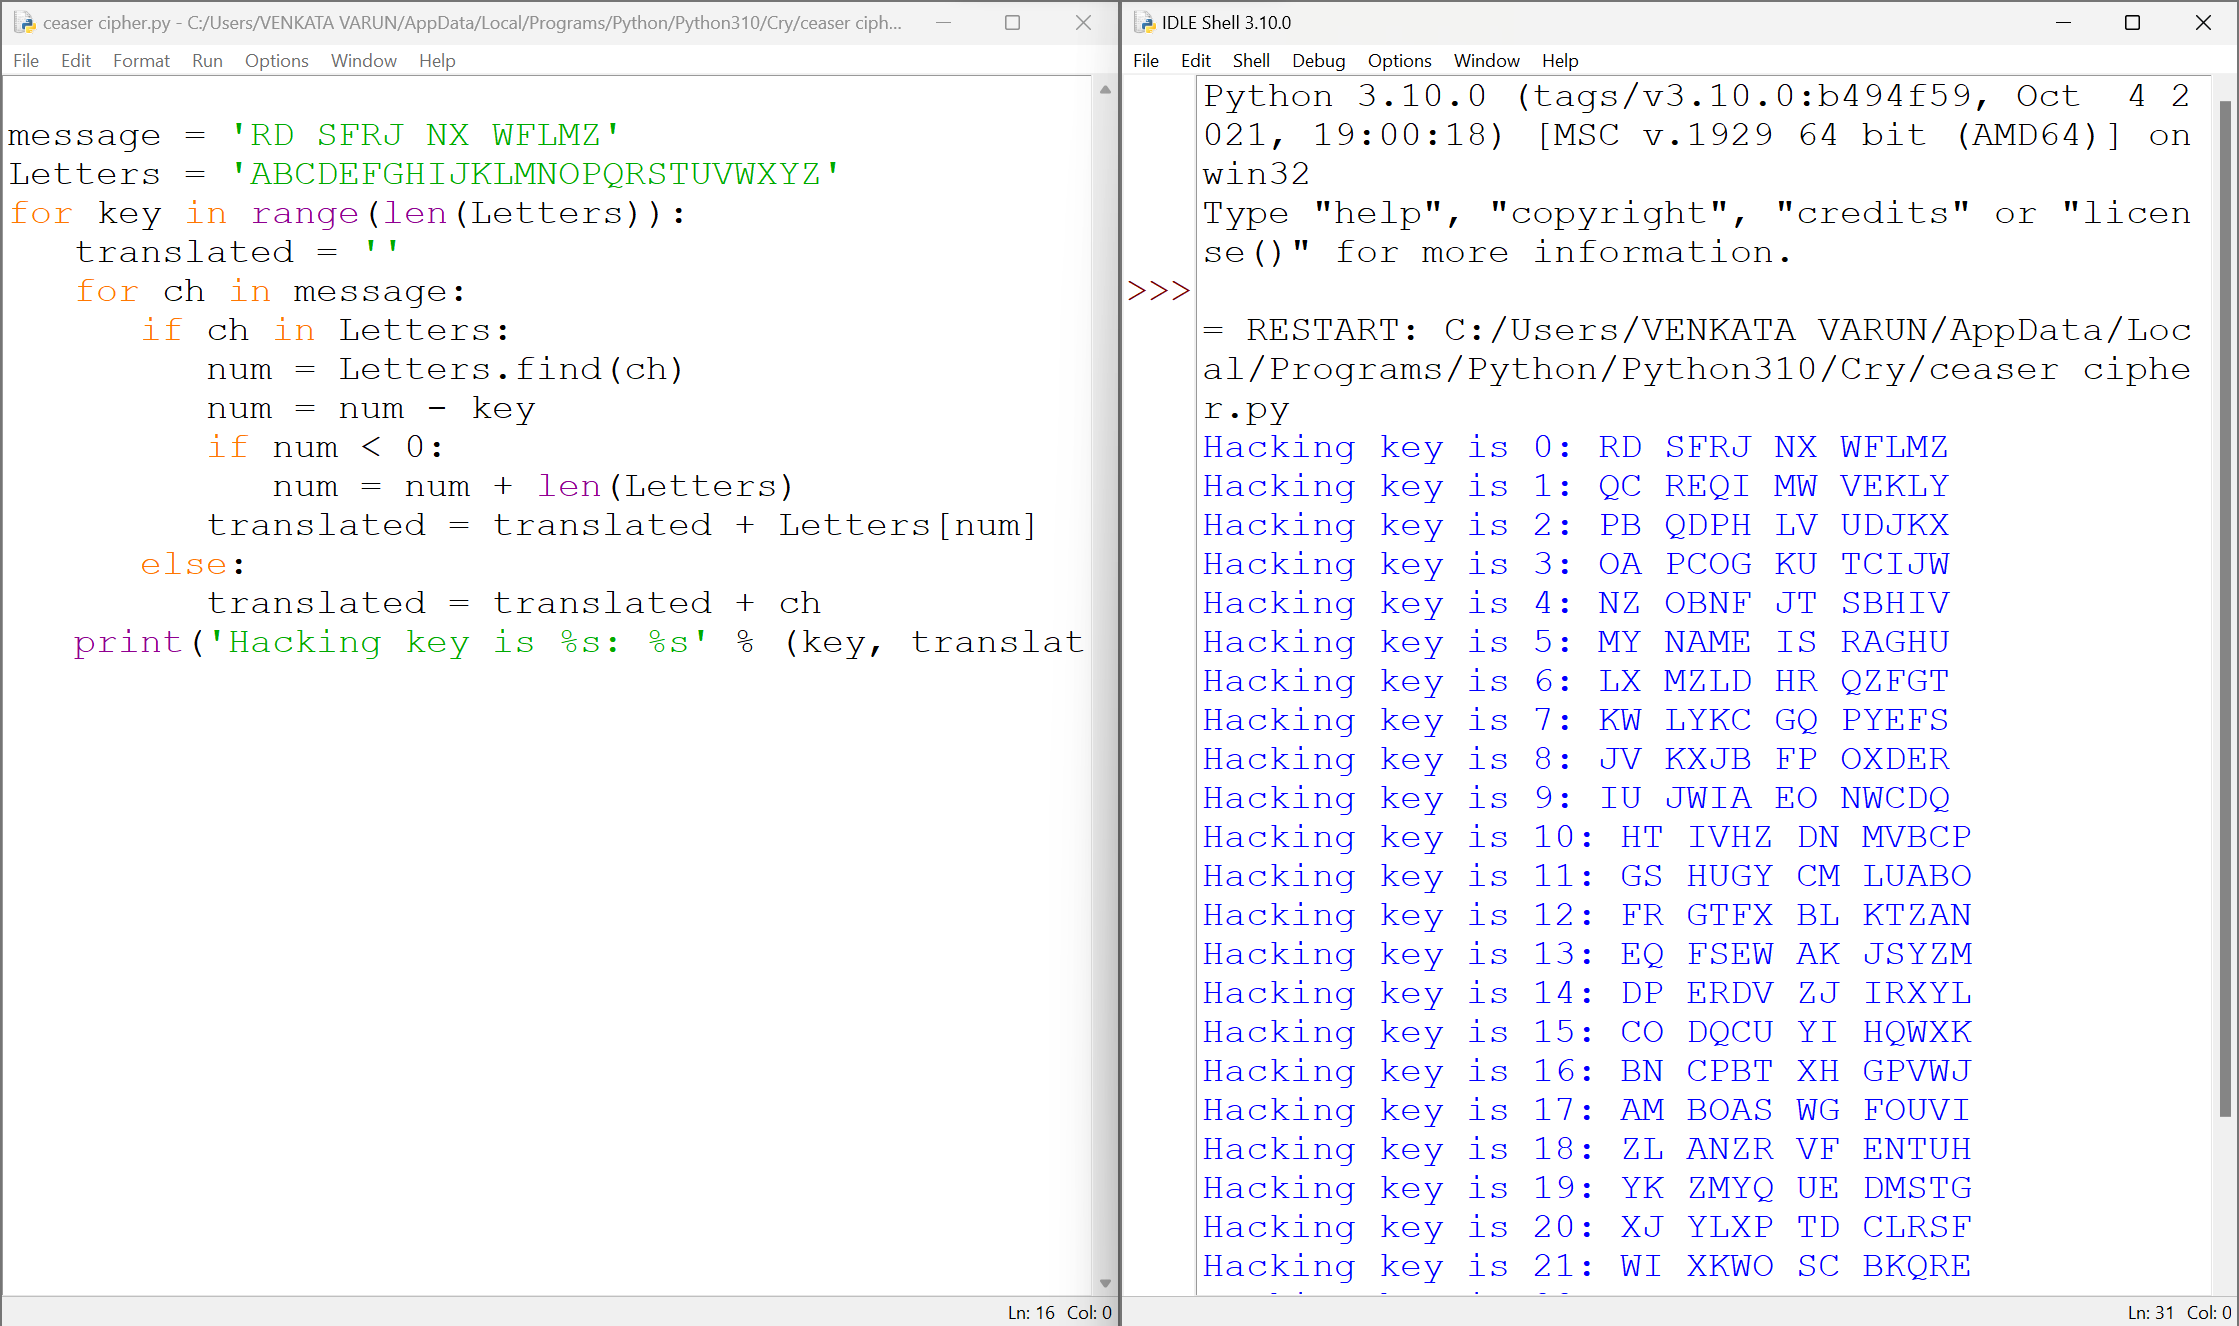 ceaser cipher.py - C:/Users/VENKATA VARUN/AppData/Local/Programs/Python/Python310/Cry/ceaser ciph...
File Edit Format Run Options Window Help
message = 'RD SFRJ NX WFLMZ'
Letters = 'ABCDEFGHIJKLMNOPQRSTUVWXYZ'
for key in range(len(Letters)):
   translated = ''
   for ch in message:
      if ch in Letters:
         num = Letters.find(ch)
         num = num - key
         if num < 0:
            num = num + len(Letters)
         translated = translated + Letters[num]
      else:
         translated = translated + ch
   print('Hacking key is %s: %s' % (key, translat
Ln: 16 Col: 0
IDLE Shell 3.10.0
File Edit Shell Debug Options Window Help
Python 3.10.0 (tags/v3.10.0:b494f59, Oct  4 2
021, 19:00:18) [MSC v.1929 64 bit (AMD64)] on
win32
Type "help", "copyright", "credits" or "licen
se()" for more information.
>>>
= RESTART: C:/Users/VENKATA VARUN/AppData/Loc
al/Programs/Python/Python310/Cry/ceaser ciphe
r.py
Hacking key is 0: RD SFRJ NX WFLMZ
Hacking key is 1: QC REQI MW VEKLY
Hacking key is 2: PB QDPH LV UDJKX
Hacking key is 3: OA PCOG KU TCIJW
Hacking key is 4: NZ OBNF JT SBHIV
Hacking key is 5: MY NAME IS RAGHU
Hacking key is 6: LX MZLD HR QZFGT
Hacking key is 7: KW LYKC GQ PYEFS
Hacking key is 8: JV KXJB FP OXDER
Hacking key is 9: IU JWIA EO NWCDQ
Hacking key is 10: HT IVHZ DN MVBCP
Hacking key is 11: GS HUGY CM LUABO
Hacking key is 12: FR GTFX BL KTZAN
Hacking key is 13: EQ FSEW AK JSYZM
Hacking key is 14: DP ERDV ZJ IRXYL
Hacking key is 15: CO DQCU YI HQWXK
Hacking key is 16: BN CPBT XH GPVWJ
Hacking key is 17: AM BOAS WG FOUVI
Hacking key is 18: ZL ANZR VF ENTUH
Hacking key is 19: YK ZMYQ UE DMSTG
Hacking key is 20: XJ YLXP TD CLRSF
Hacking key is 21: WI XKWO SC BKQRE
Ln: 31 Col: 0